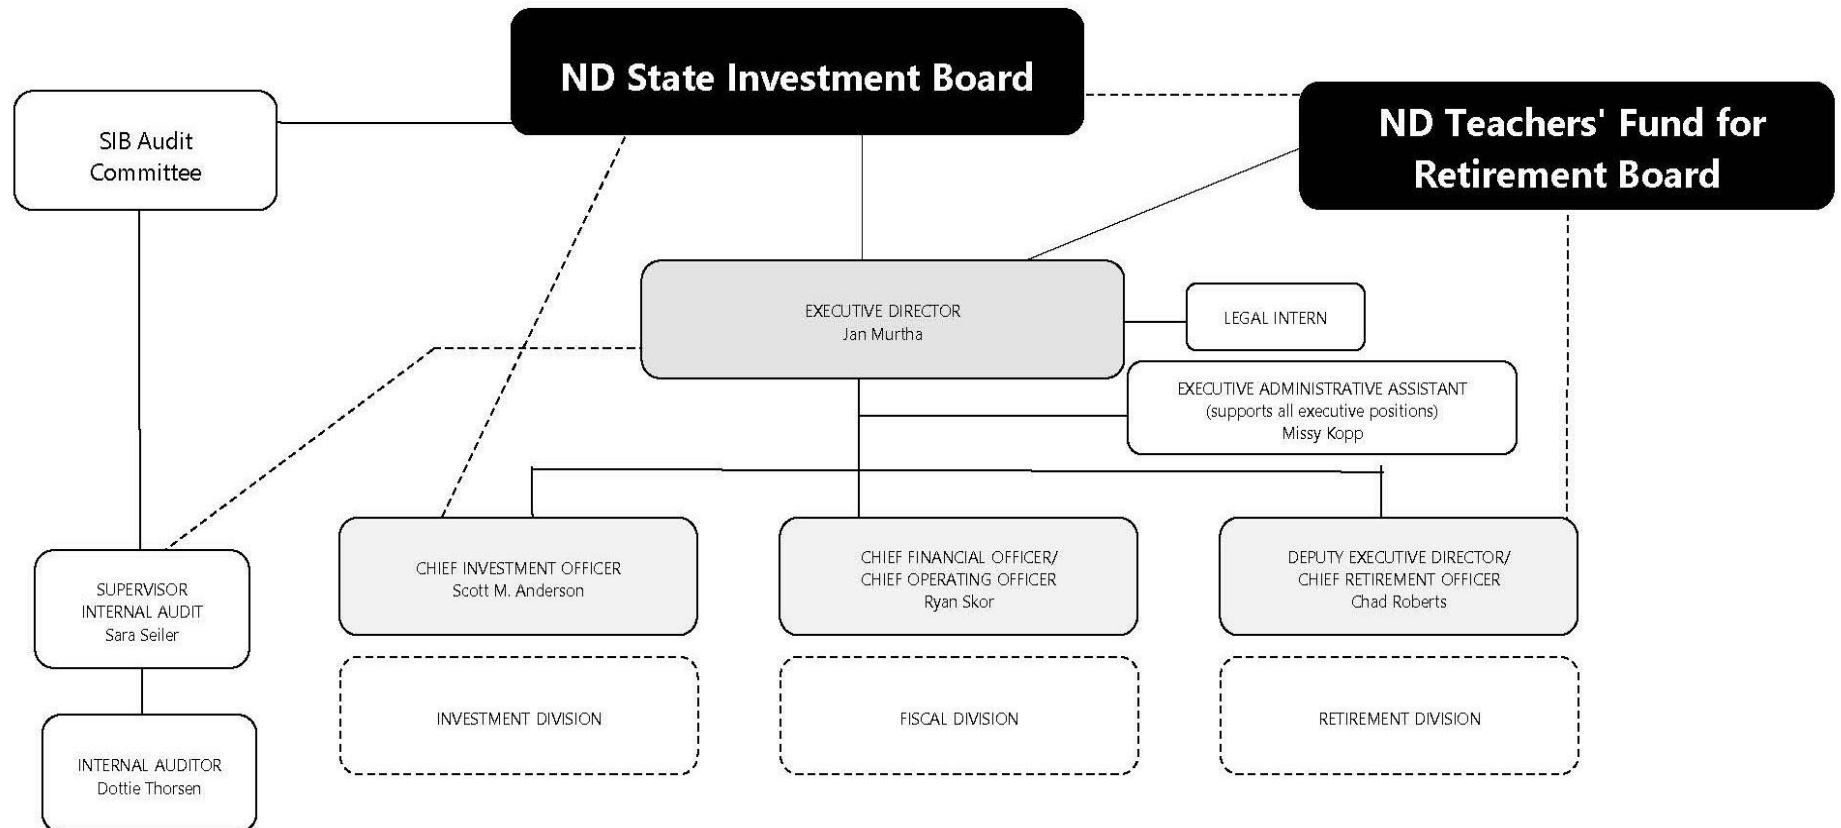 ND State Investment Board
ND Teachers' Fund for
Retirement Board
SIB Audit
Committee
EXECUTIVE DIRECTOR
Jan Murtha
LEGAL INTERN
EXECUTIVE ADMINISTRATIVE ASSISTANT
(supports all executive positions)
Missy Kopp
SUPERVISOR
INTERNAL AUDIT
Sara Seiler
CHIEF INVESTMENT OFFICER
Scott M. Anderson
CHIEF FINANCIAL OFFICER/
CHIEF OPERATING OFFICER
Ryan Skor
DEPUTY EXECUTIVE DIRECTOR/
CHIEF RETIREMENT OFFICER
Chad Roberts
INTERNAL AUDITOR
Dottie Thorsen
INVESTMENT DIVISION
FISCAL DIVISION
RETIREMENT DIVISION